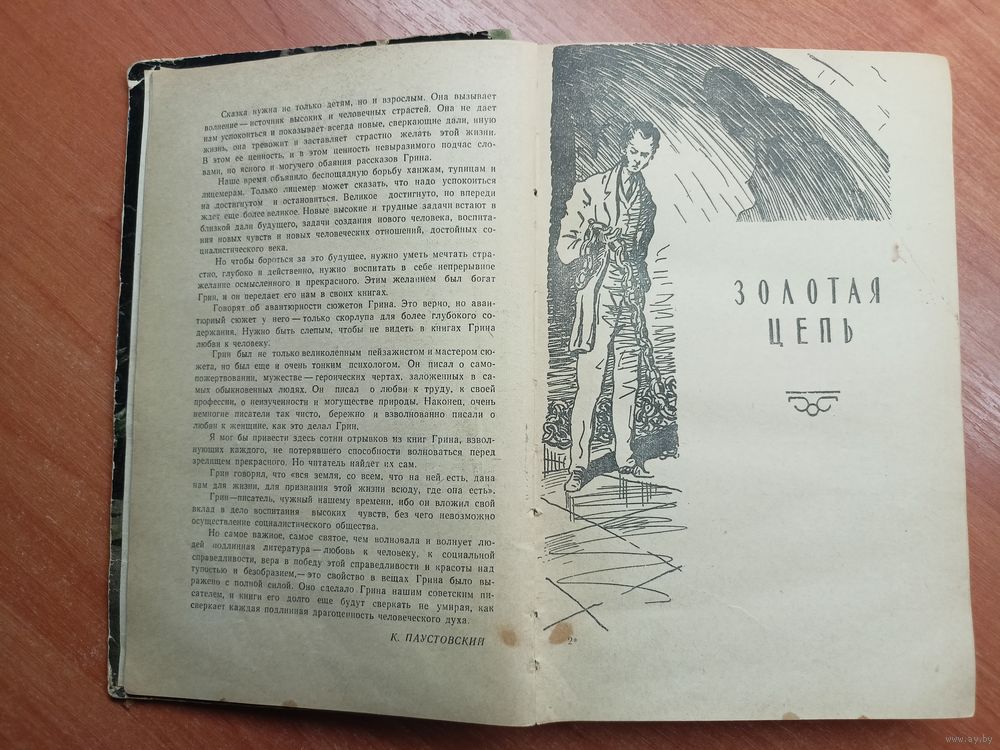 Сказка нужна не только детям, но и взрослым. Она вызывает
волнение — источник высоких и человечных страстей. Она не дает
нам успокоиться и показывает всегда новые, сверкающие дали, иную
жизнь, она тревожит и заставляет страстно желать этой жизни.
В этом ее ценность, и в этом ценность невыразимого подчас сло-
вами, но ясного и могучего обаяния рассказов Грина.
Наше время объявило беспощадную борьбу ханжам, тупицам и
лицемерам. Только лицемер может сказать, что надо успокоиться
на достигнутом и остановиться. Великое достигнуто, но впереди
ждет еще более великое. Новые высокие и трудные задачи встают в
близкой дали будущего, задачи создания нового человека, воспита-
ния новых чувств и новых человеческих отношений, достойных со-
циалистического века.
Но чтобы бороться за это будущее, нужно уметь мечтать стра-
стно, глубоко и действенно, нужно воспитать в себе непрерывное
желание осмысленного и прекрасного. Этим желанием был богат
Грин, и он передает его нам в своих книгах.
Говорят об авантюрности сюжетов Грина. Это верно, но аван-
тюрный сюжет у него — только скорлупа для более глубокого со-
держания. Нужно быть слепым, чтобы не видеть в книгах Грина
любви к человеку.
Грин был не только великолепным пейзажистом и мастером сю-
жета, но был еще и очень тонким психологом. Он писал о само-
пожертвовании, мужестве — героических чертах, заложенных в са-
мых обыкновенных людях. Он писал о любви к труду, к своей
профессии, о неизученности и могуществе природы. Наконец, очень
немногие писатели так чисто, бережно и взволнованно писали о
любви к женщине, как это делал Грин.
Я мог бы привести здесь сотни отрывков из книг Грина, взвол-
нующих каждого, не потерявшего способности волноваться перед
зрелищем прекрасного. Но читатель найдет их сам.
Грин говорил, что «вся земля, со всем, что на ней есть, дана
нам для жизни, для признания этой жизни всюду, где она есть».
Грин — писатель, нужный нашему времени, ибо он вложил свой
вклад в дело воспитания высоких чувств, без чего невозможно
осуществление социалистического общества.
Но самое важное, самое святое, чем волновала и волнует лю-
дей подлинная литература — любовь к человеку, к социальной
справедливости, вера в победу этой справедливости и красоты над
тупостью и безобразием,— это свойство в вещах Грина было вы-
ражено с полной силой. Оно сделало Грина нашим советским пи-
сателем, и книги его долго еще будут сверкать не умирая, как
сверкает каждая подлинная драгоценность человеческого духа.
К. ПАУСТОВСКИЙ
ЗОЛОТАЯ
ЦЕПЬ
2*
www.ay.by